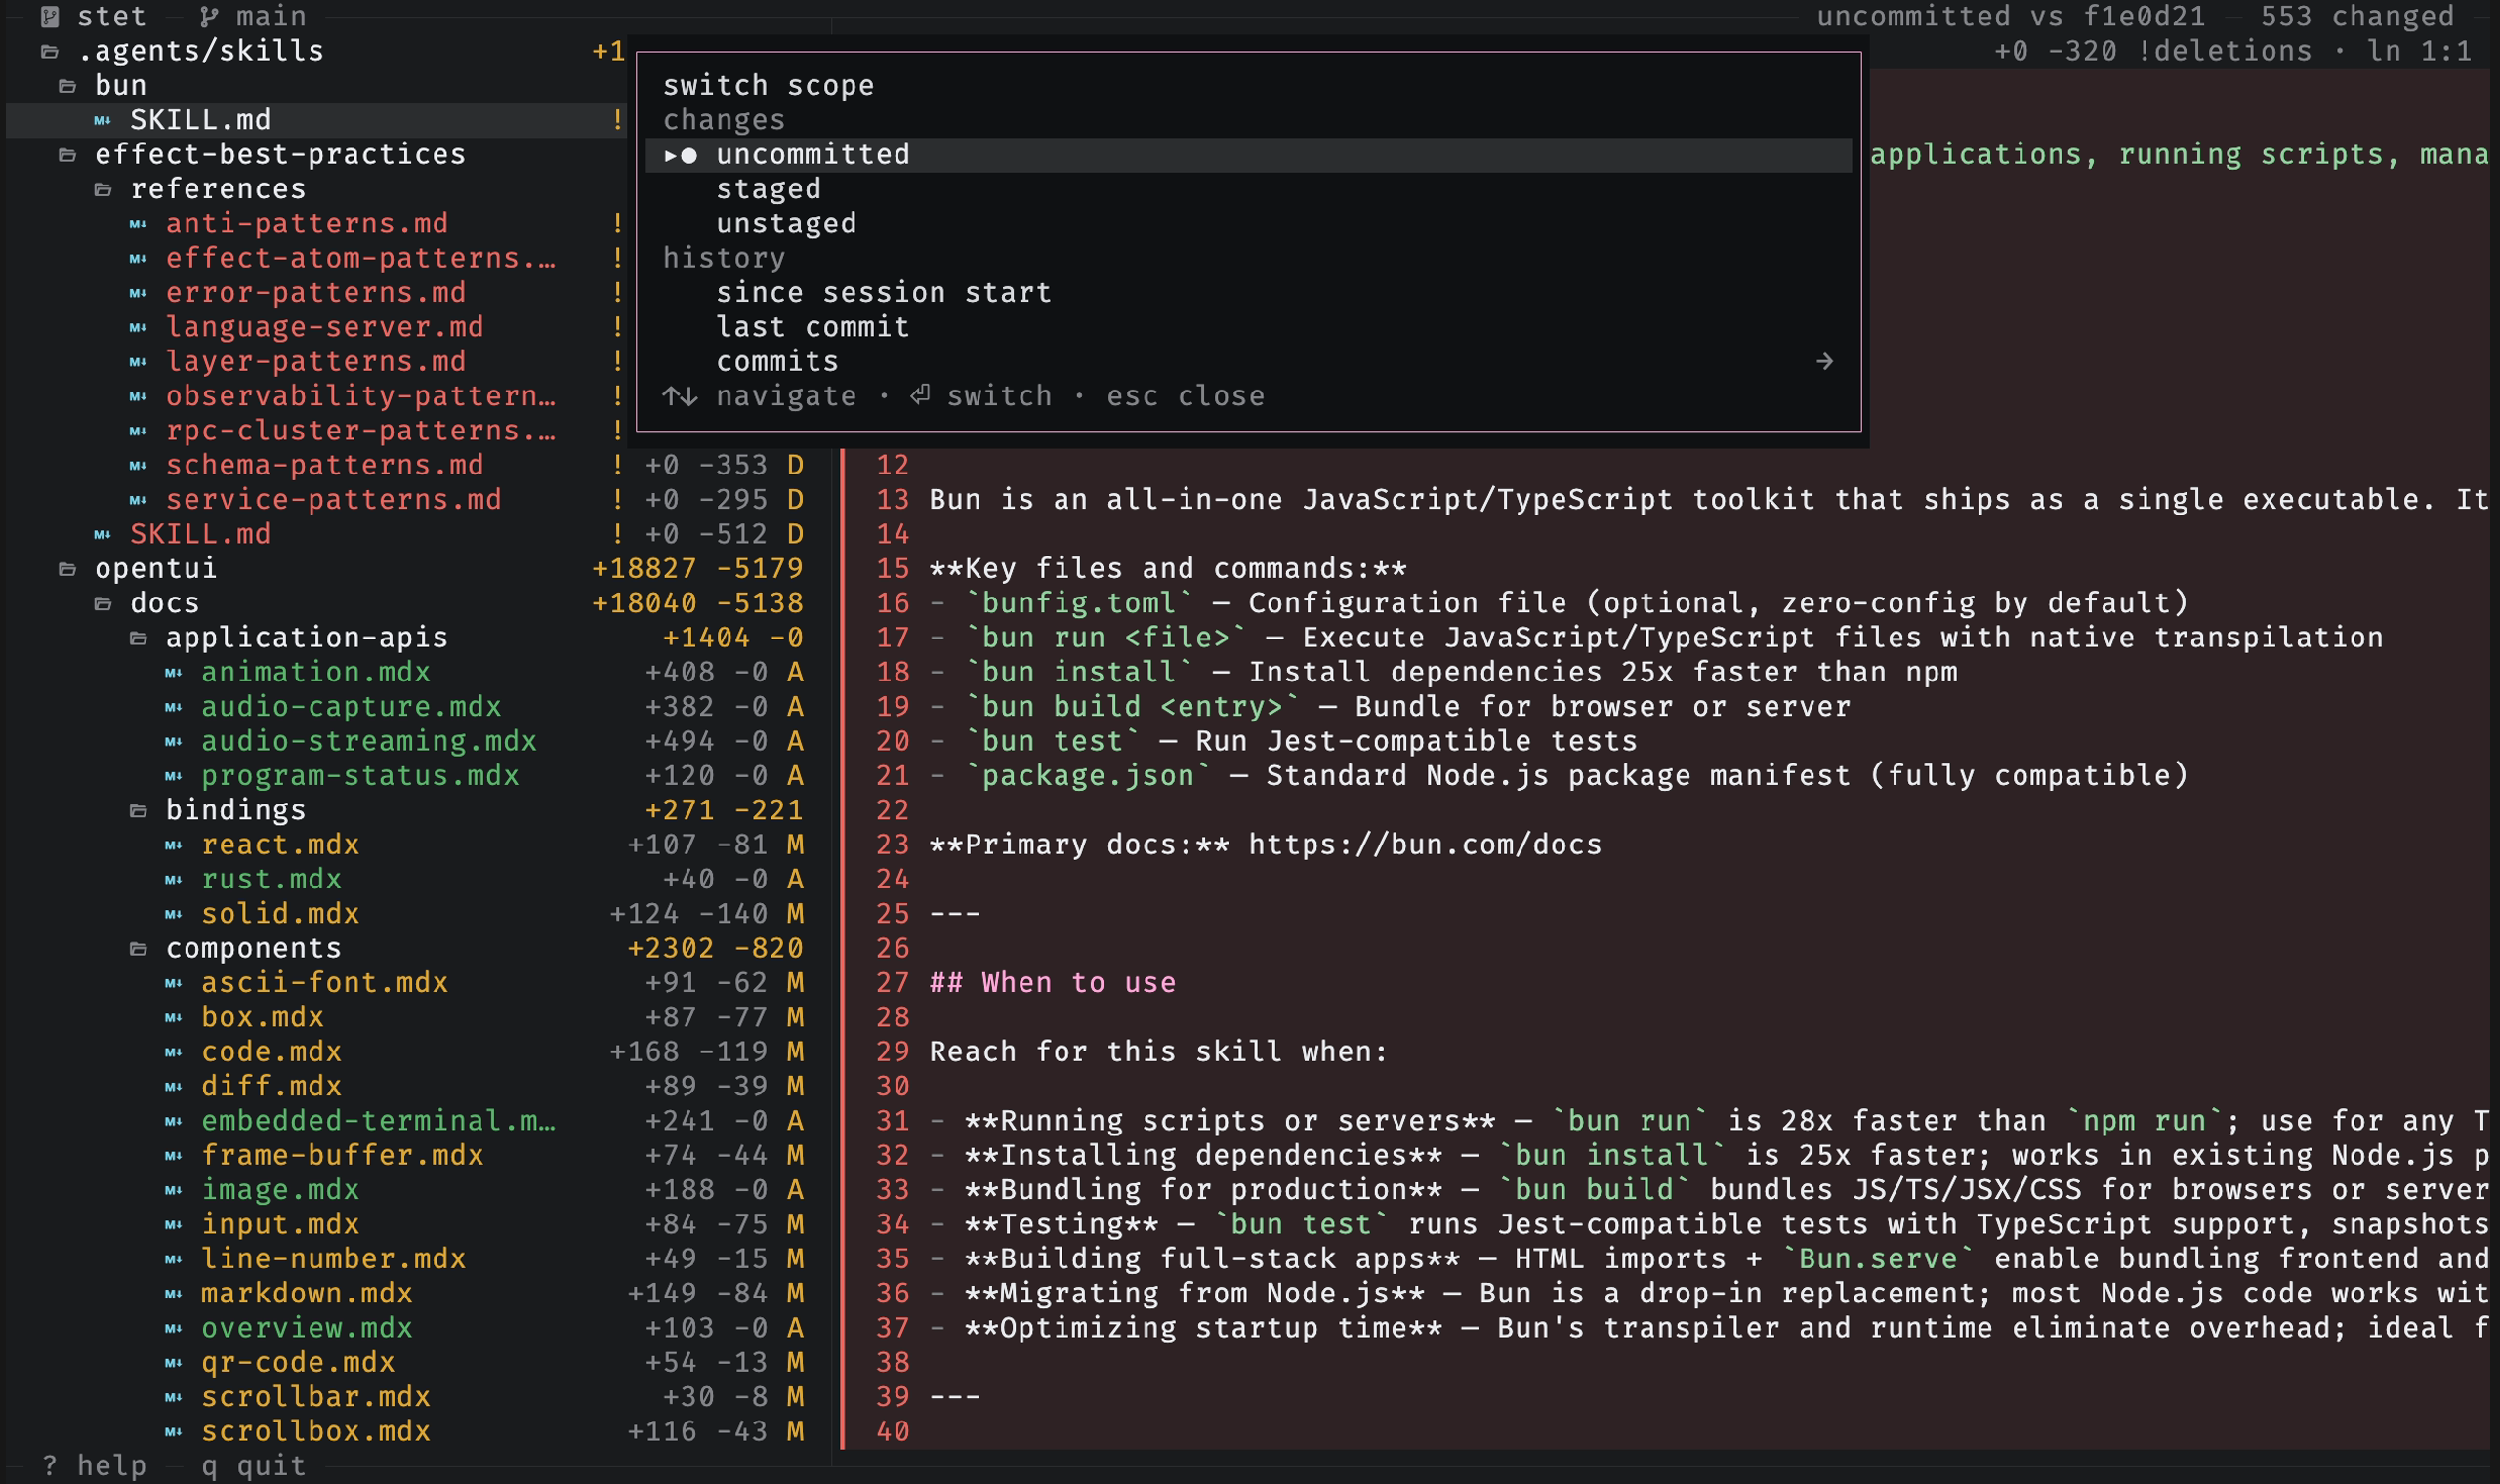 stet main uncommitted vs f1e0d21 553 changed
.agents/skills +1
+0 -320 !deletions · ln 1:1
bun
SKILL.md !
effect-best-practices
references
anti-patterns.md !
effect-atom-patterns.… !
error-patterns.md !
language-server.md !
layer-patterns.md !
observability-pattern… !
rpc-cluster-patterns.… !
schema-patterns.md ! +0 -353 D
service-patterns.md ! +0 -295 D
SKILL.md ! +0 -512 D
opentui +18827 -5179
docs +18040 -5138
application-apis +1404 -0
animation.mdx +408 -0 A
audio-capture.mdx +382 -0 A
audio-streaming.mdx +494 -0 A
program-status.mdx +120 -0 A
bindings +271 -221
react.mdx +107 -81 M
rust.mdx +40 -0 A
solid.mdx +124 -140 M
components +2302 -820
ascii-font.mdx +91 -62 M
box.mdx +87 -77 M
code.mdx +168 -119 M
diff.mdx +89 -39 M
embedded-terminal.m… +241 -0 A
frame-buffer.mdx +74 -44 M
image.mdx +188 -0 A
input.mdx +84 -75 M
line-number.mdx +49 -15 M
markdown.mdx +149 -84 M
overview.mdx +103 -0 A
qr-code.mdx +54 -13 M
scrollbar.mdx +30 -8 M
scrollbox.mdx +116 -43 M
switch scope
changes
▸● uncommitted
staged
unstaged
history
since session start
last commit
commits →
↑↓ navigate · ⏎ switch · esc close
applications, running scripts, mana
12
13 Bun is an all-in-one JavaScript/TypeScript toolkit that ships as a single executable. It
14
15 **Key files and commands:**
16 - `bunfig.toml` — Configuration file (optional, zero-config by default)
17 - `bun run <file>` — Execute JavaScript/TypeScript files with native transpilation
18 - `bun install` — Install dependencies 25x faster than npm
19 - `bun build <entry>` — Bundle for browser or server
20 - `bun test` — Run Jest-compatible tests
21 - `package.json` — Standard Node.js package manifest (fully compatible)
22
23 **Primary docs:** https://bun.com/docs
24
25 ---
26
27 ## When to use
28
29 Reach for this skill when:
30
31 - **Running scripts or servers** — `bun run` is 28x faster than `npm run`; use for any T
32 - **Installing dependencies** — `bun install` is 25x faster; works in existing Node.js p
33 - **Bundling for production** — `bun build` bundles JS/TS/JSX/CSS for browsers or server
34 - **Testing** — `bun test` runs Jest-compatible tests with TypeScript support, snapshots
35 - **Building full-stack apps** — HTML imports + `Bun.serve` enable bundling frontend and
36 - **Migrating from Node.js** — Bun is a drop-in replacement; most Node.js code works wit
37 - **Optimizing startup time** — Bun's transpiler and runtime eliminate overhead; ideal f
38
39 ---
40
? help q quit